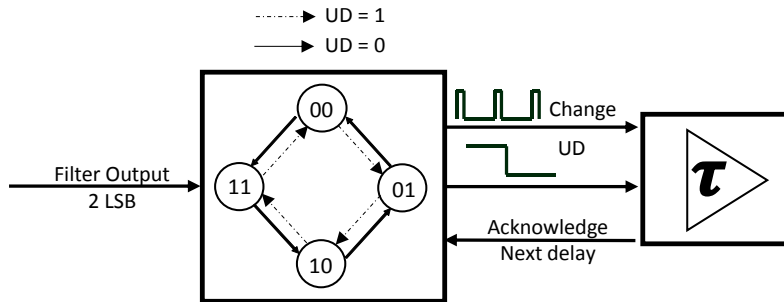 UD = 1
UD = 0
00
Change
UD
τ
Filter Output
2 LSB
11
01
10
Acknowledge
Next delay